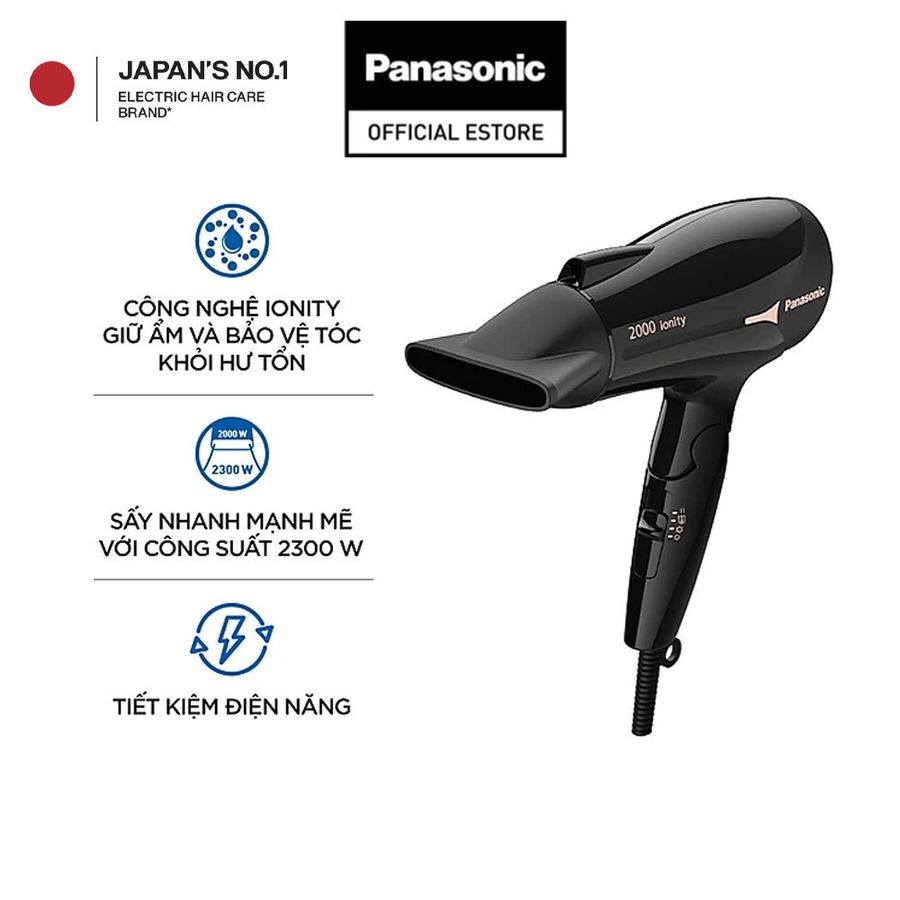 JAPAN'S NO.1
ELECTRIC HAIR CARE
BRAND*
Panasonic
OFFICIAL ESTORE
CÔNG NGHỆ IONITY
GIỮ ẨM VÀ BẢO VỆ TÓC
KHỎI HƯ TỔN
2000 W
2300 W
SẤY NHANH MẠNH MẼ
VỚI CÔNG SUẤT 2300 W
TIẾT KIỆM ĐIỆN NĂNG
2000 ionity
Panasonic